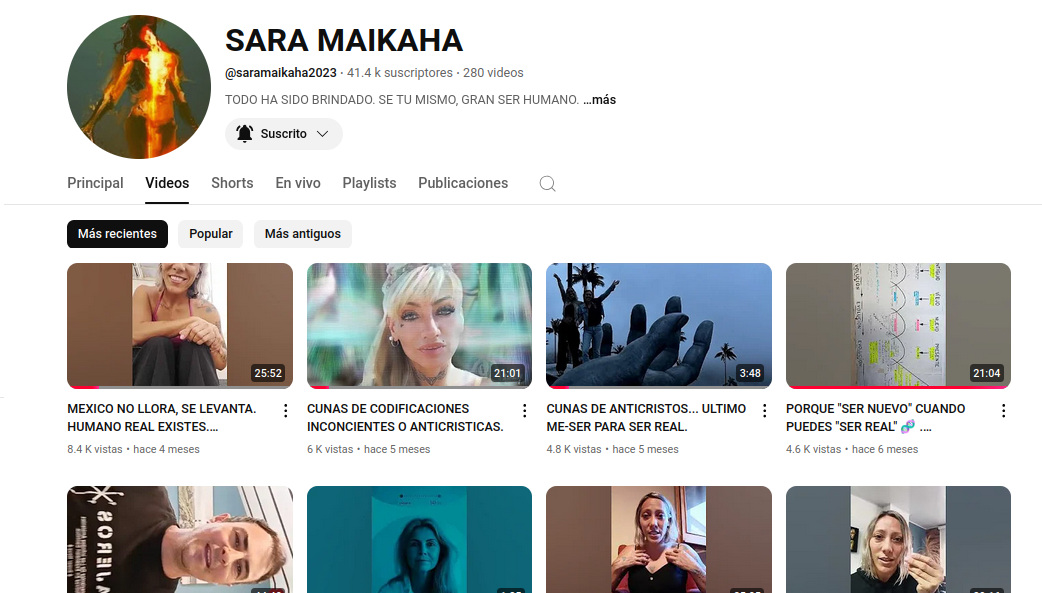 SARA MAIKAHA
@saramaikaha2023 · 41.4 k suscriptores · 280 videos
TODO HA SIDO BRINDADO. SE TU MISMO, GRAN SER HUMANO. ...más
Suscrito
Principal Videos Shorts En vivo Playlists Publicaciones
Más recientes Popular Más antiguos
25:52 21:01 3:48 21:04
MEXICO NO LLORA, SE LEVANTA.
HUMANO REAL EXISTES....
8.4 K vistas • hace 4 meses
CUNAS DE CODIFICACIONES
INCONCIENTES O ANTICRISTICAS.
6 K vistas • hace 5 meses
CUNAS DE ANTICRISTOS... ULTIMO
ME-SER PARA SER REAL.
4.8 K vistas • hace 5 meses
PORQUE "SER NUEVO" CUANDO
PUEDES "SER REAL" 🧬 ....
4.6 K vistas • hace 6 meses